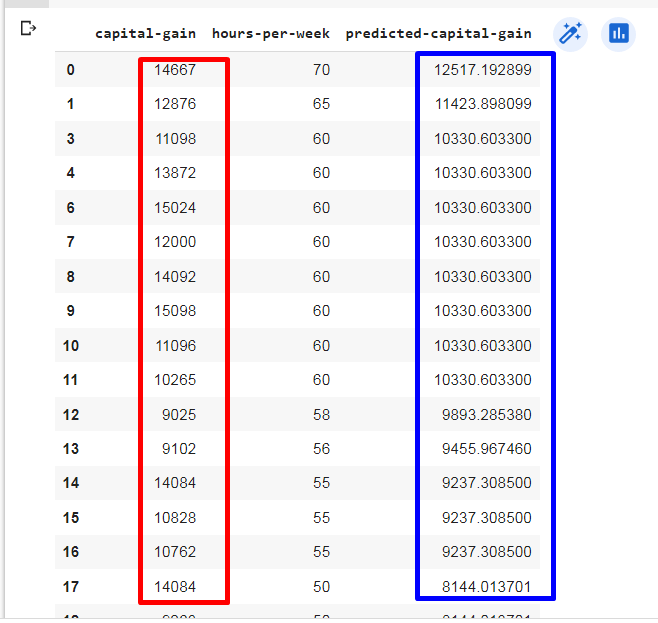 capital-gain hours-per-week predicted-capital-gain
0 14667 70 12517.192899
1 12876 65 11423.898099
3 11098 60 10330.603300
4 13872 60 10330.603300
6 15024 60 10330.603300
7 12000 60 10330.603300
8 14092 60 10330.603300
9 15098 60 10330.603300
10 11096 60 10330.603300
11 10265 60 10330.603300
12 9025 58 9893.285380
13 9102 56 9455.967460
14 14084 55 9237.308500
15 10828 55 9237.308500
16 10762 55 9237.308500
17 14084 50 8144.013701